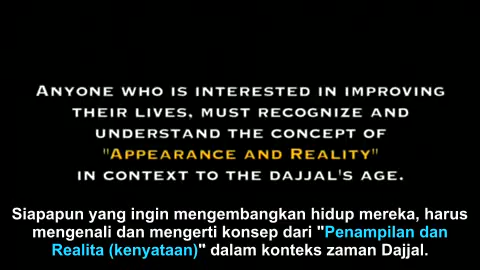 ANYONE WHO IS INTERESTED IN IMPROVING
THEIR LIVES, MUST RECOGNIZE AND
UNDERSTAND THE CONCEPT OF
"APPEARANCE AND REALITY"
IN CONTEXT TO THE DAJJAL'S AGE.
Siapapun yang ingin mengembangkan hidup mereka, harus
mengenali dan mengerti konsep dari "Penampilan dan
Realita (kenyataan)" dalam konteks zaman Dajjal.